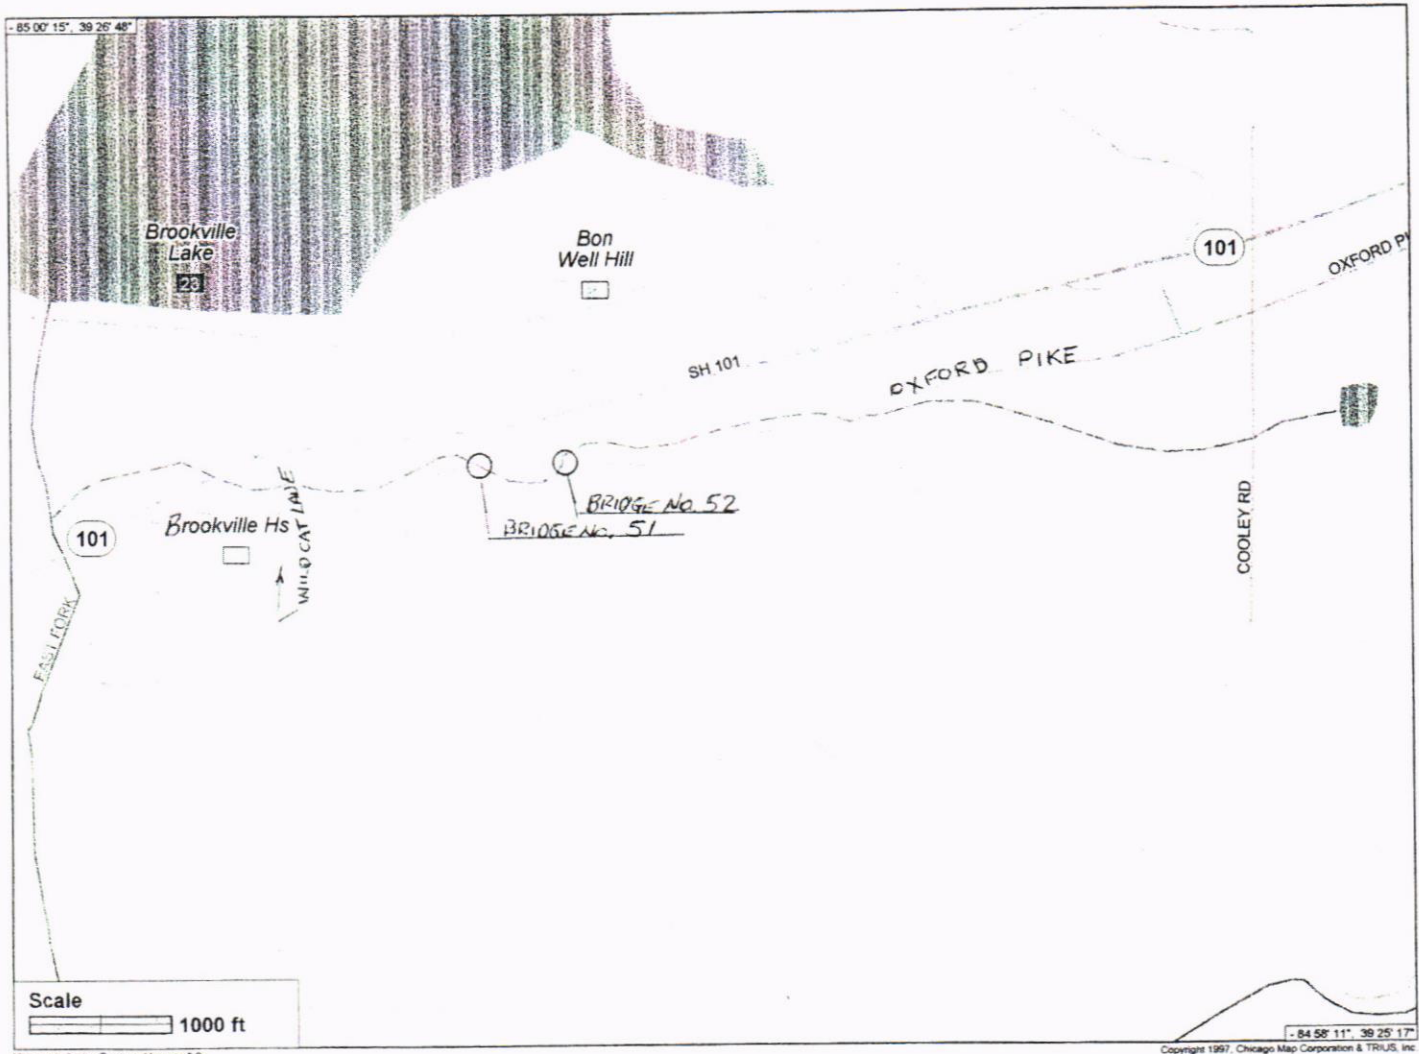 - 85 00' 15", 39 26' 48"
Brookville
Lake
23
Bon
Well Hill
101
OXFORD PI
SH 101
OXFORD PIKE
BRIDGE No. 52
BRIDGE No. 51
Brookville Hs
WILDCAT LANE
101
COOLEY RD
EAST FORK
Scale
1000 ft
- 84 58' 11", 39 25' 17"
Copyright 1997, Chicago Map Corporation & TRIUS, Inc